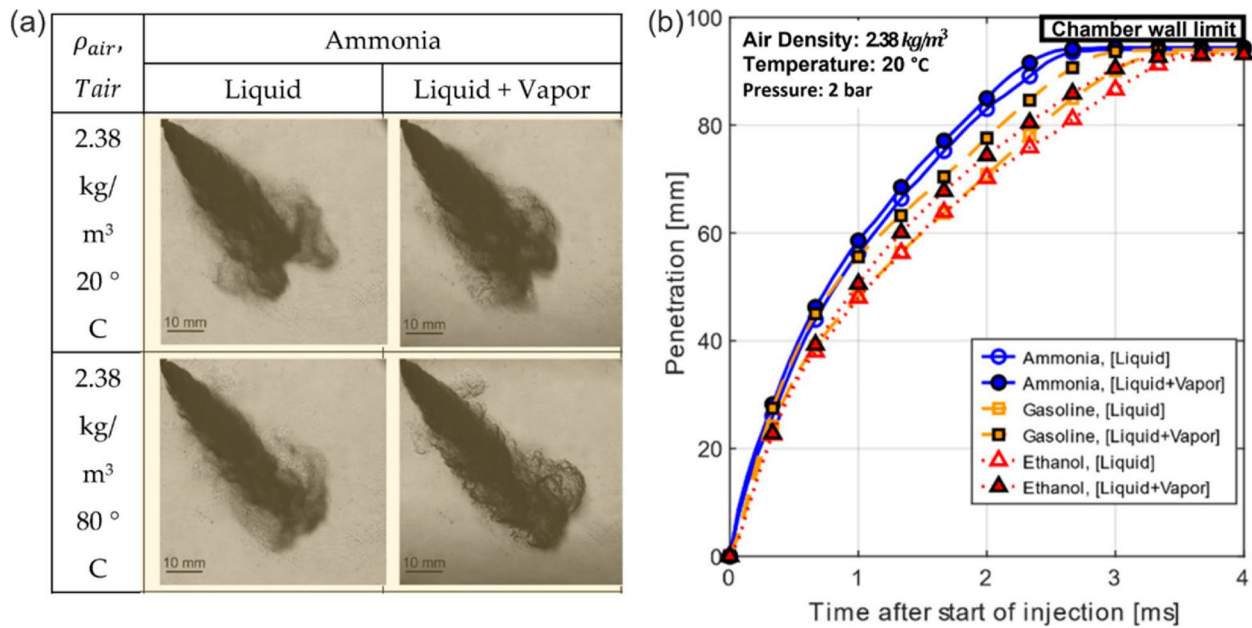 (a)
ρair,
Tair
Ammonia
Liquid
Liquid + Vapor
2.38
kg/
m³
20 °
C
10 mm
10 mm
2.38
kg/
m³
80 °
C
10 mm
10 mm
(b)
Penetration [mm]
100
80
60
40
20
0
0
1
2
3
4
Time after start of injection [ms]
Air Density: 2.38 kg/m³
Temperature: 20 °C
Pressure: 2 bar
Chamber wall limit
Ammonia, [Liquid]
Ammonia, [Liquid+Vapor]
Gasoline, [Liquid]
Gasoline, [Liquid+Vapor]
Ethanol, [Liquid]
Ethanol, [Liquid+Vapor]